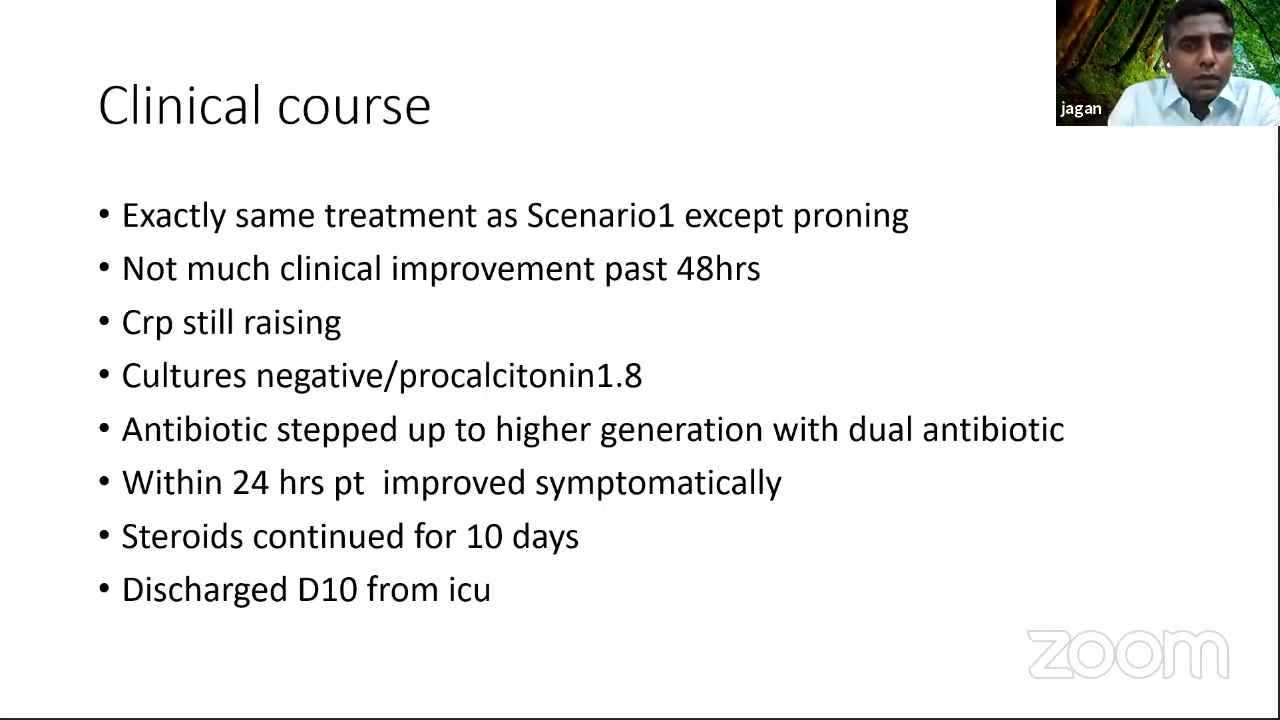 Clinical course
jagan
• Exactly same treatment as Scenario1 except proning
• Not much clinical improvement past 48hrs
• Crp still raising
• Cultures negative/procalcitonin1.8
• Antibiotic stepped up to higher generation with dual antibiotic
• Within 24 hrs pt  improved symptomatically
• Steroids continued for 10 days
• Discharged D10 from icu
zoom